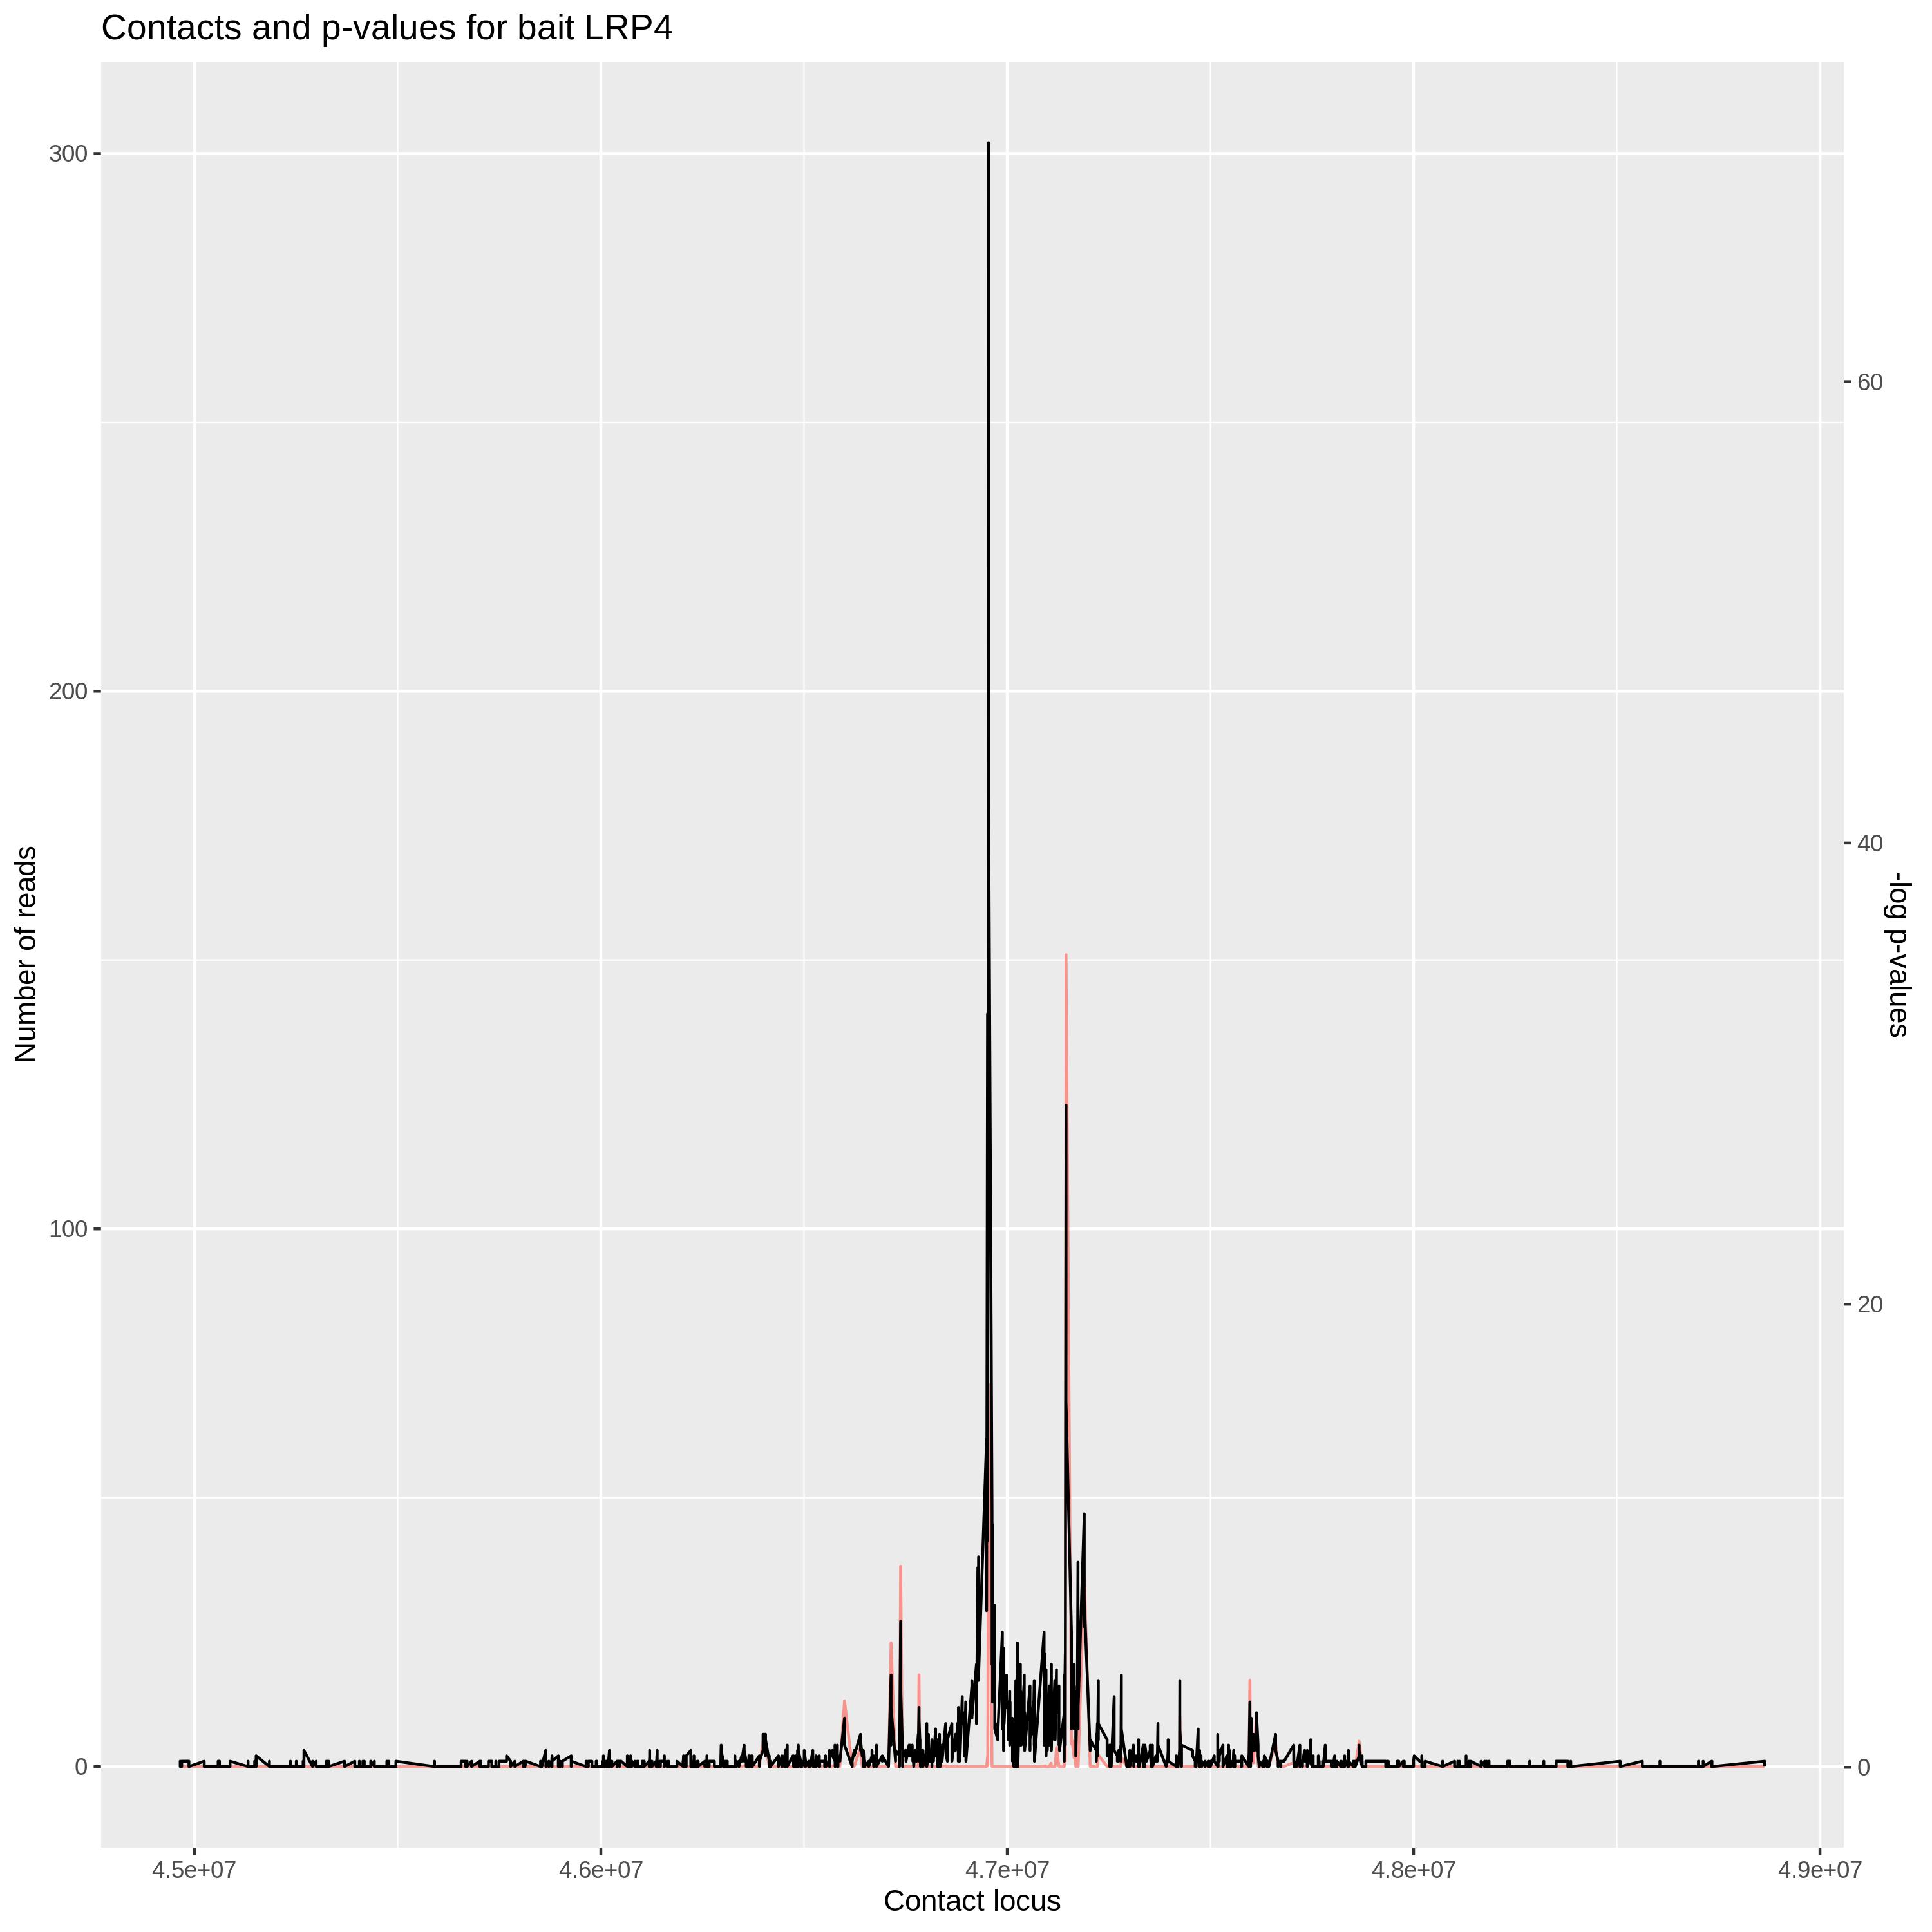 Contacts and p-values for bait LRP4
300
200
100
0
Number of reads
60
40
20
0
-log p-values
4.5e+07
4.6e+07
4.7e+07
4.8e+07
4.9e+07
Contact locus